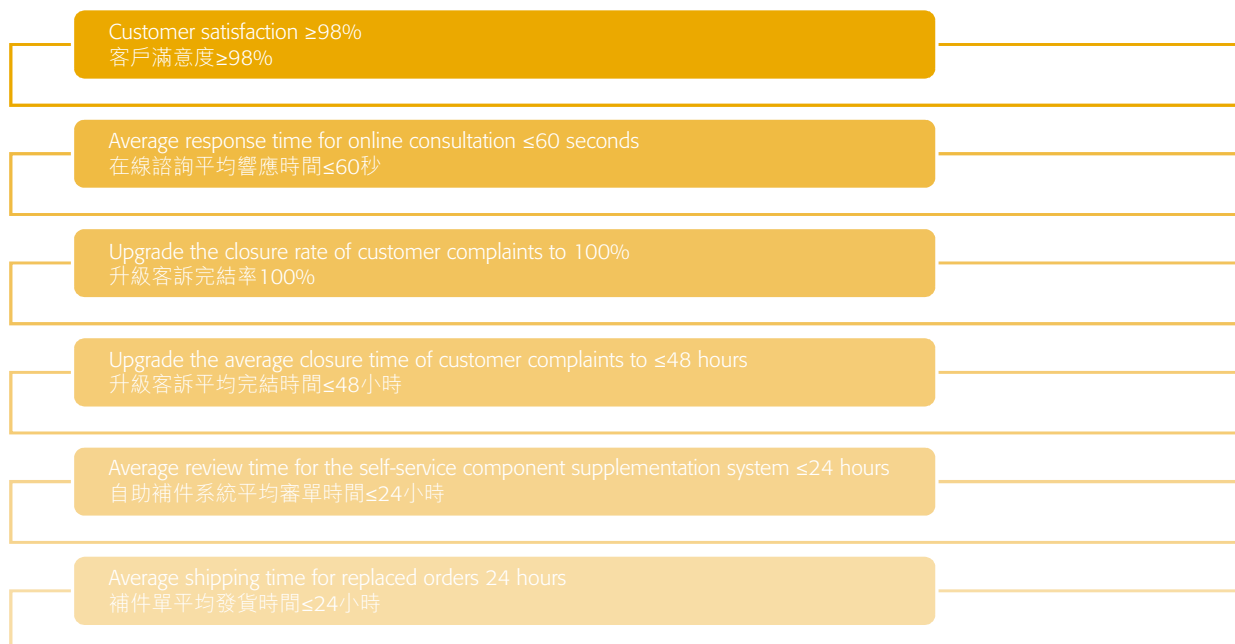 Customer satisfaction ≥98%
客戶滿意度≥98%
Average response time for online consultation ≤60 seconds
在線諮詢平均響應時間≤60秒
Upgrade the closure rate of customer complaints to 100%
升級客訴完結率100%
Upgrade the average closure time of customer complaints to ≤48 hours
升級客訴平均完結時間≤48小時
Average review time for the self-service component supplementation system ≤24 hours
自助補件系統平均審單時間≤24小時
Average shipping time for replaced orders 24 hours
補件單平均發貨時間≤24小時